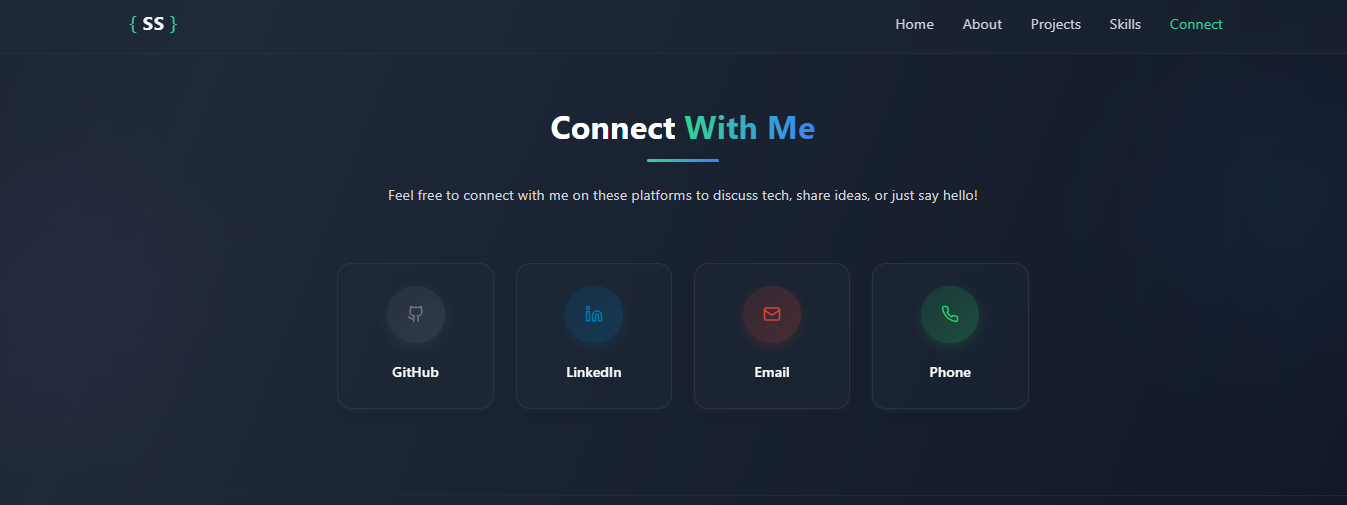 { SS }
Home About Projects Skills Connect
Connect With Me
Feel free to connect with me on these platforms to discuss tech, share ideas, or just say hello!
GitHub LinkedIn Email Phone